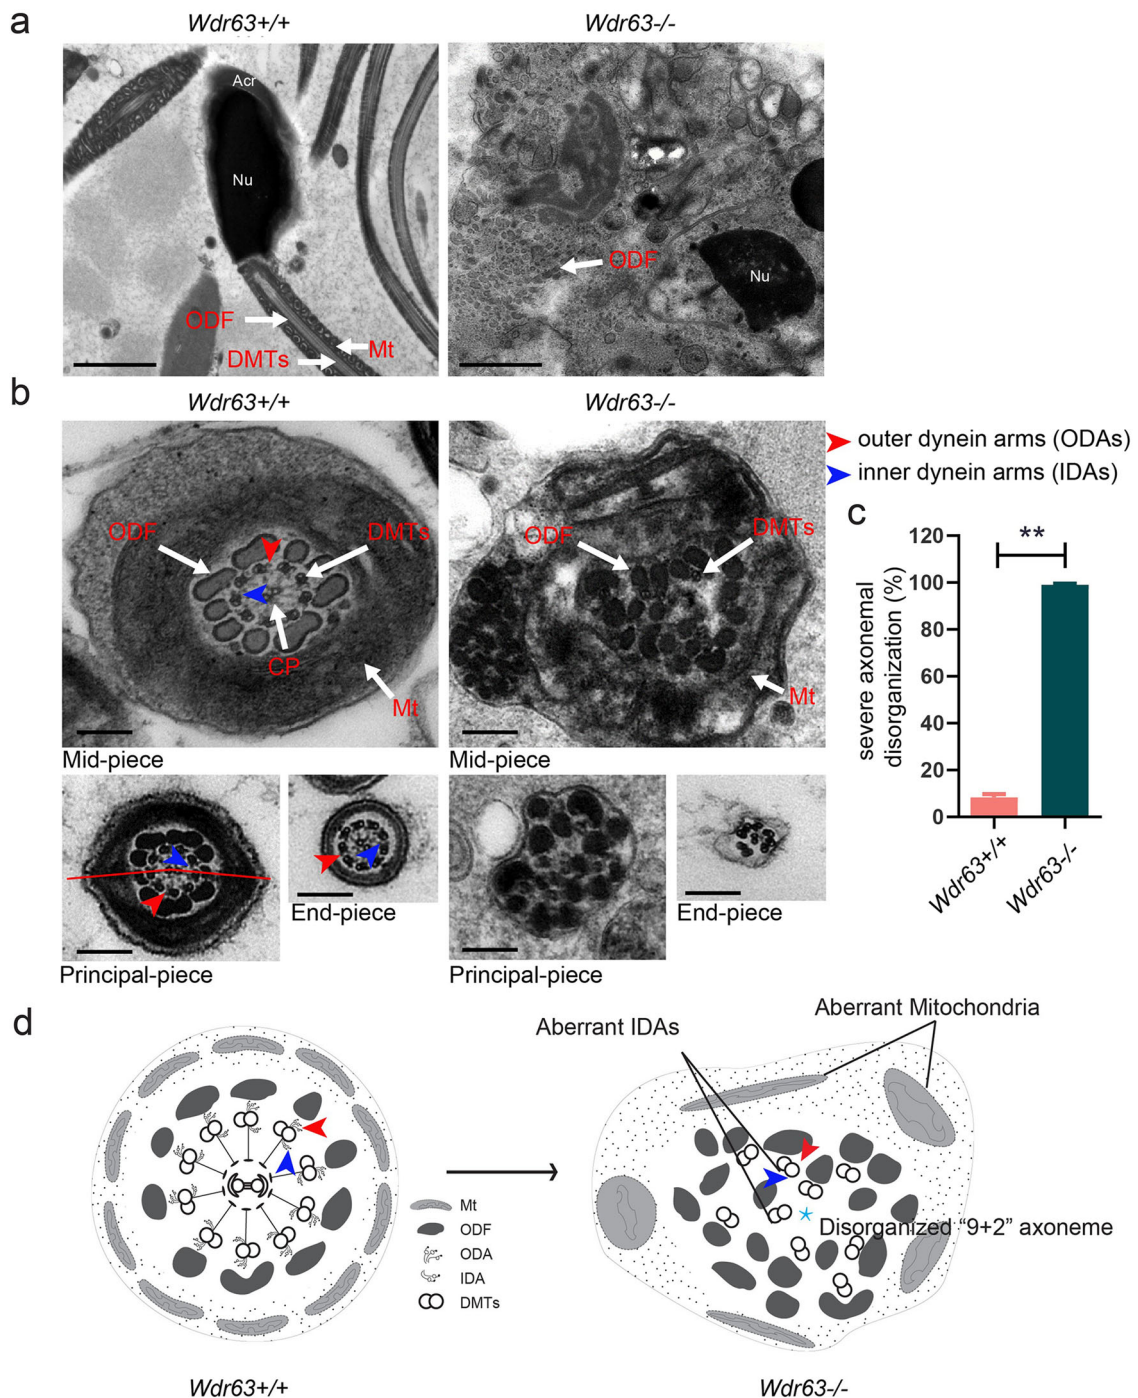 a
Wdr63+/+
Wdr63-/-
Acr
Nu
ODF
Mt
DMTs
ODF
Nu
b
Wdr63+/+
Wdr63-/-
outer dynein arms (ODAs)
inner dynein arms (IDAs)
ODF
DMTs
CP
Mt
Mid-piece
ODF
DMTs
Mt
Mid-piece
Principal-piece
End-piece
Principal-piece
End-piece
c
severe axonemal
disorganization (%)
120
100
80
60
40
20
0
**
Wdr63+/+
Wdr63-/-
d
Mt
ODF
ODA
IDA
DMTs
Wdr63+/+
Aberrant IDAs
Aberrant Mitochondria
Disorganized “9+2” axoneme
Wdr63-/-